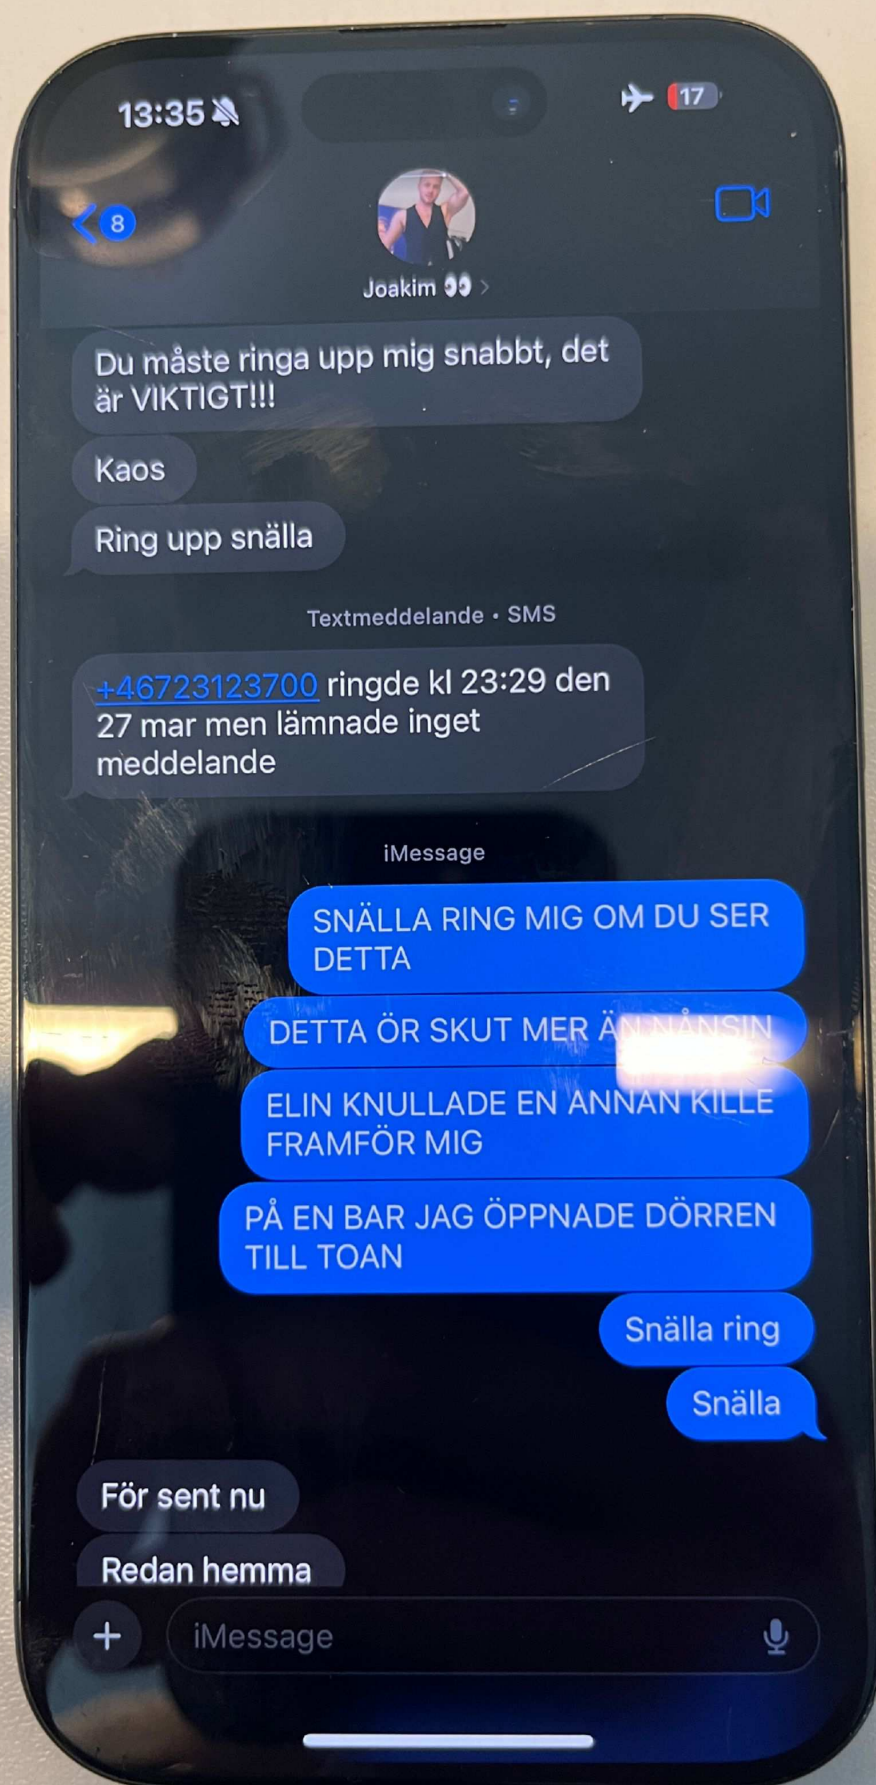 13:35
17
8
Joakim 👀 >
Du måste ringa upp mig snabbt, det
är VIKTIGT!!!
Kaos
Ring upp snälla
Textmeddelande • SMS
+46723123700 ringde kl 23:29 den
27 mar men lämnade inget
meddelande
iMessage
SNÄLLA RING MIG OM DU SER
DETTA
DETTA ÖR SKUT MER ÄN NÅNSIN
ELIN KNULLADE EN ANNAN KILLE
FRAMFÖR MIG
PÅ EN BAR JAG ÖPPNADE DÖRREN
TILL TOAN
Snälla ring
Snälla
För sent nu
Redan hemma
iMessage